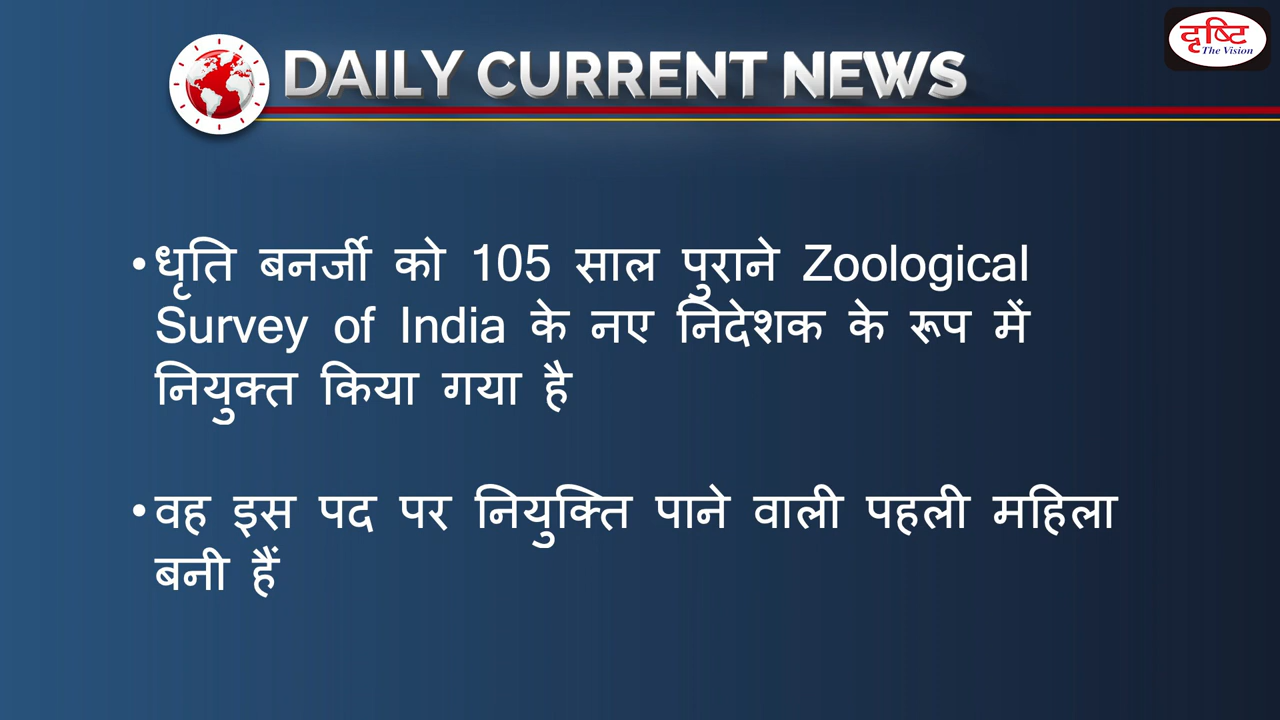 DAILY CURRENT NEWS
दृष्टि
The Vision
•धृति बनर्जी को 105 साल पुराने Zoological
Survey of India के नए निदेशक के रूप में
नियुक्त किया गया है
•वह इस पद पर नियुक्ति पाने वाली पहली महिला
बनी हैं